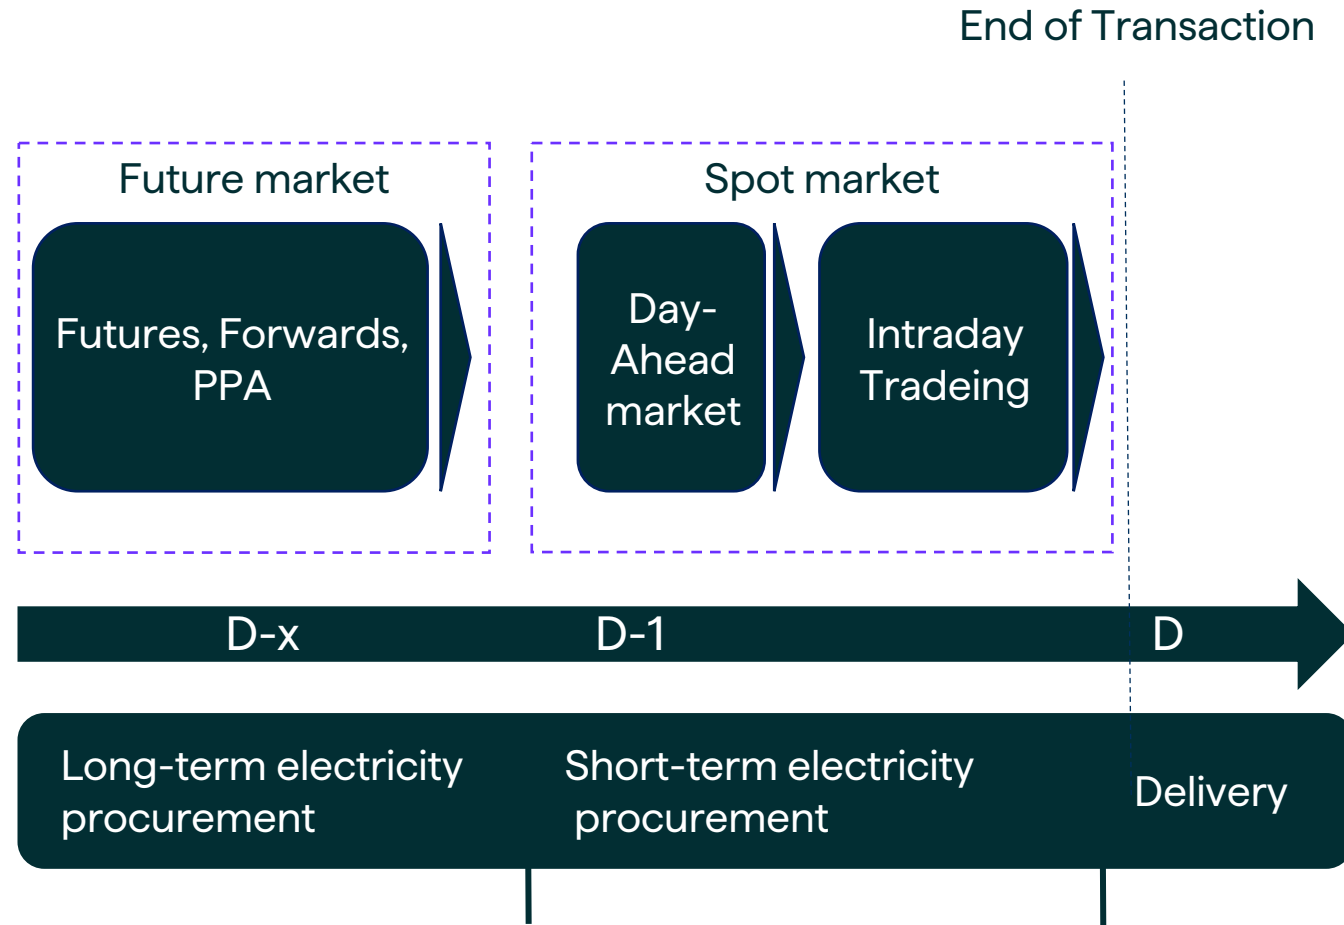 End of Transaction
Future market
Spot market
Futures, Forwards,
PPA
Day-
Ahead
market
Intraday
Tradeing
D-x
D-1
D
Long-term electricity
procurement
Short-term electricity
procurement
Delivery